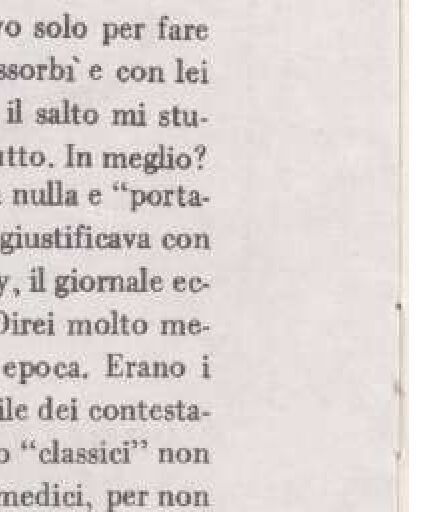 vo solo per fare
ssorbì e con lei
il salto mi stu-
utto. In meglio?
nulla e “porta-
giustificava con
y, il giornale ec-
Direi molto me-
epoca. Erano i
ile dei contesta-
o “classici” non
medici, per non